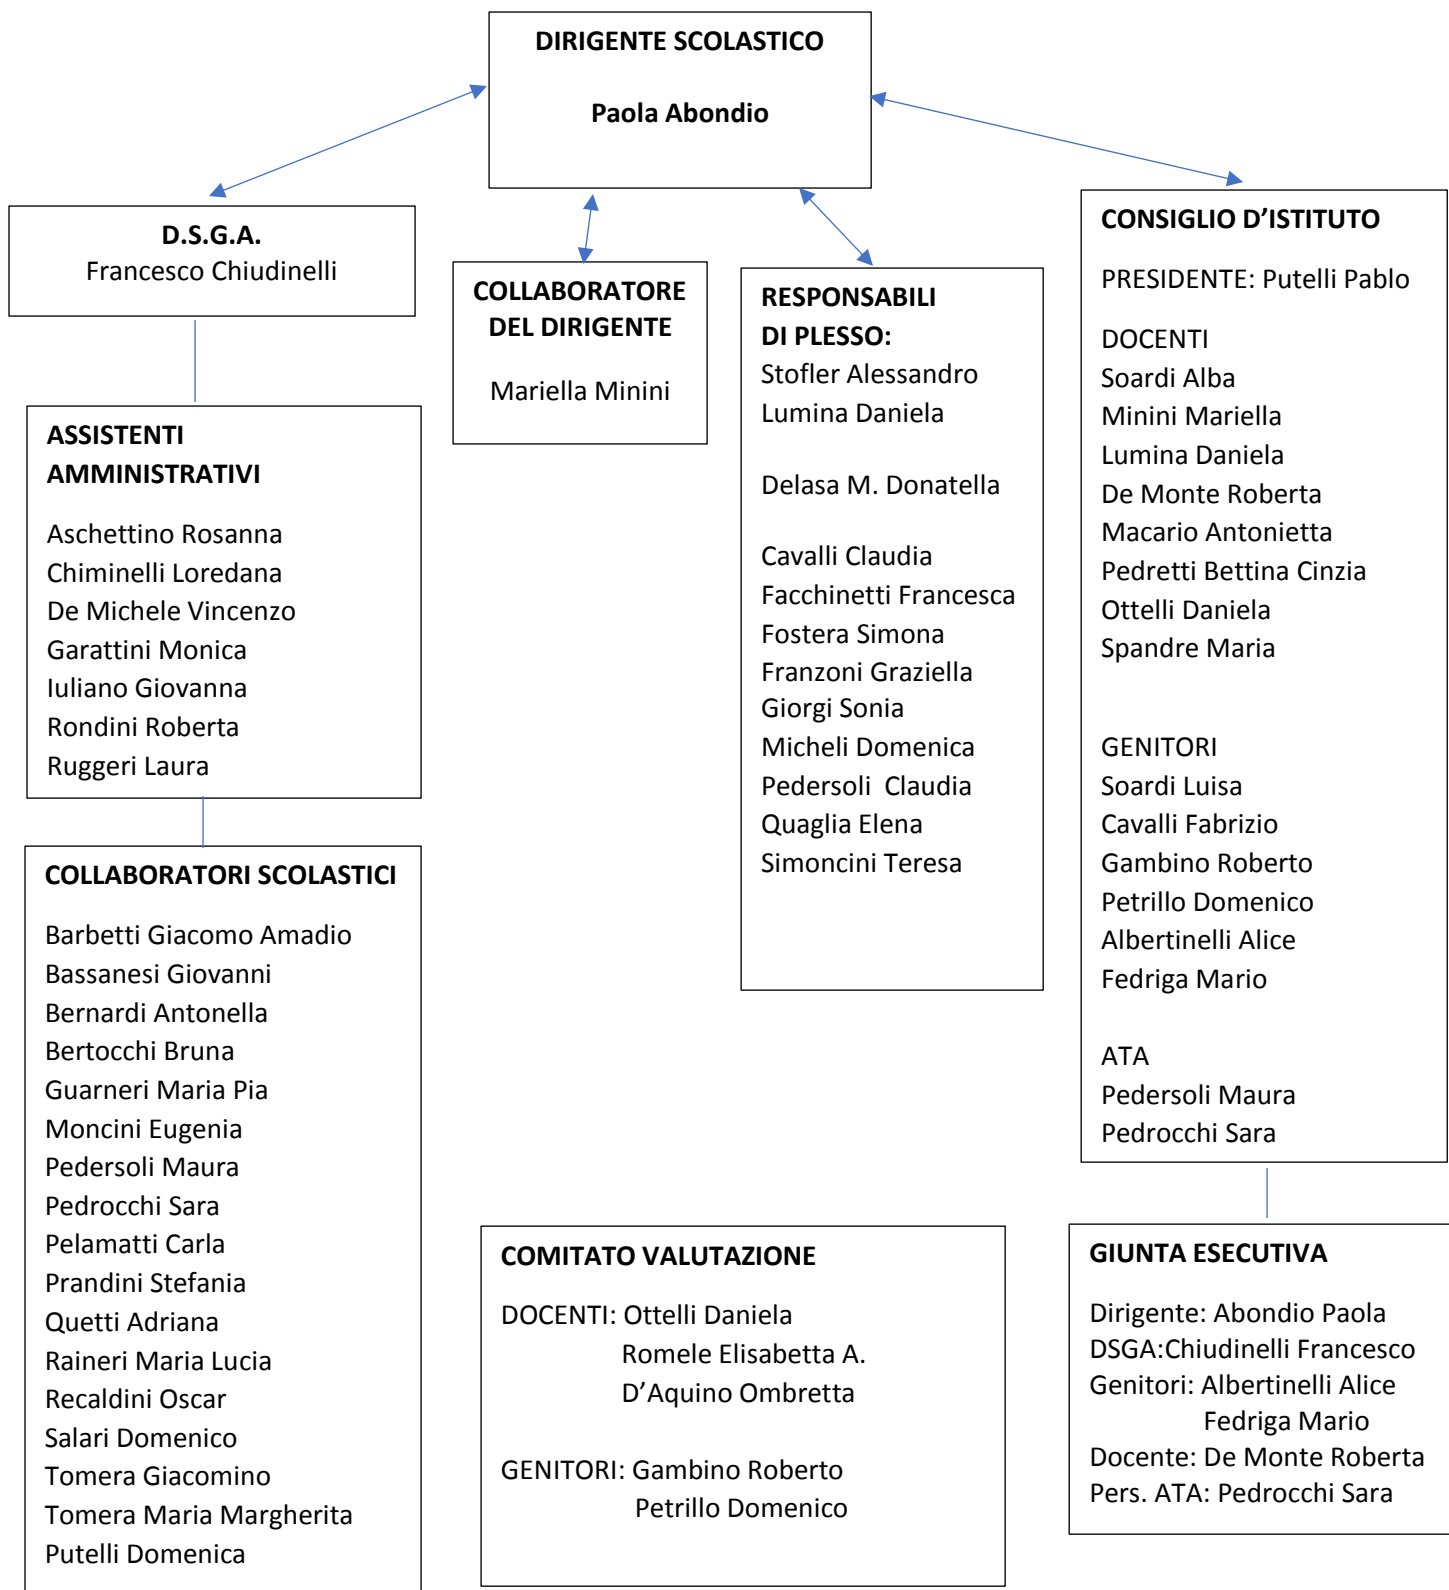 DIRIGENTE SCOLASTICO
Paola Abondio
D.S.G.A.
Francesco Chiudinelli
COLLABORATORE
DEL DIRIGENTE
Mariella Minini
RESPONSABILI
DI PLESSO:
Stofler Alessandro
Lumina Daniela
Delasa M. Donatella
Cavalli Claudia
Facchinetti Francesca
Fostera Simona
Franzoni Graziella
Giorgi Sonia
Micheli Domenica
Pedersoli  Claudia
Quaglia Elena
Simoncini Teresa
CONSIGLIO D’ISTITUTO
PRESIDENTE: Putelli Pablo
DOCENTI
Soardi Alba
Minini Mariella
Lumina Daniela
De Monte Roberta
Macario Antonietta
Pedretti Bettina Cinzia
Ottelli Daniela
Spandre Maria
GENITORI
Soardi Luisa
Cavalli Fabrizio
Gambino Roberto
Petrillo Domenico
Albertinelli Alice
Fedriga Mario
ATA
Pedersoli Maura
Pedrocchi Sara
ASSISTENTI
AMMINISTRATIVI
Aschettino Rosanna
Chiminelli Loredana
De Michele Vincenzo
Garattini Monica
Iuliano Giovanna
Rondini Roberta
Ruggeri Laura
COLLABORATORI SCOLASTICI
Barbetti Giacomo Amadio
Bassanesi Giovanni
Bernardi Antonella
Bertocchi Bruna
Guarneri Maria Pia
Moncini Eugenia
Pedersoli Maura
Pedrocchi Sara
Pelamatti Carla
Prandini Stefania
Quetti Adriana
Raineri Maria Lucia
Recaldini Oscar
Salari Domenico
Tomera Giacomino
Tomera Maria Margherita
Putelli Domenica
COMITATO VALUTAZIONE
DOCENTI: Ottelli Daniela
Romele Elisabetta A.
D’Aquino Ombretta
GENITORI: Gambino Roberto
Petrillo Domenico
GIUNTA ESECUTIVA
Dirigente: Abondio Paola
DSGA:Chiudinelli Francesco
Genitori: Albertinelli Alice
Fedriga Mario
Docente: De Monte Roberta
Pers. ATA: Pedrocchi Sara